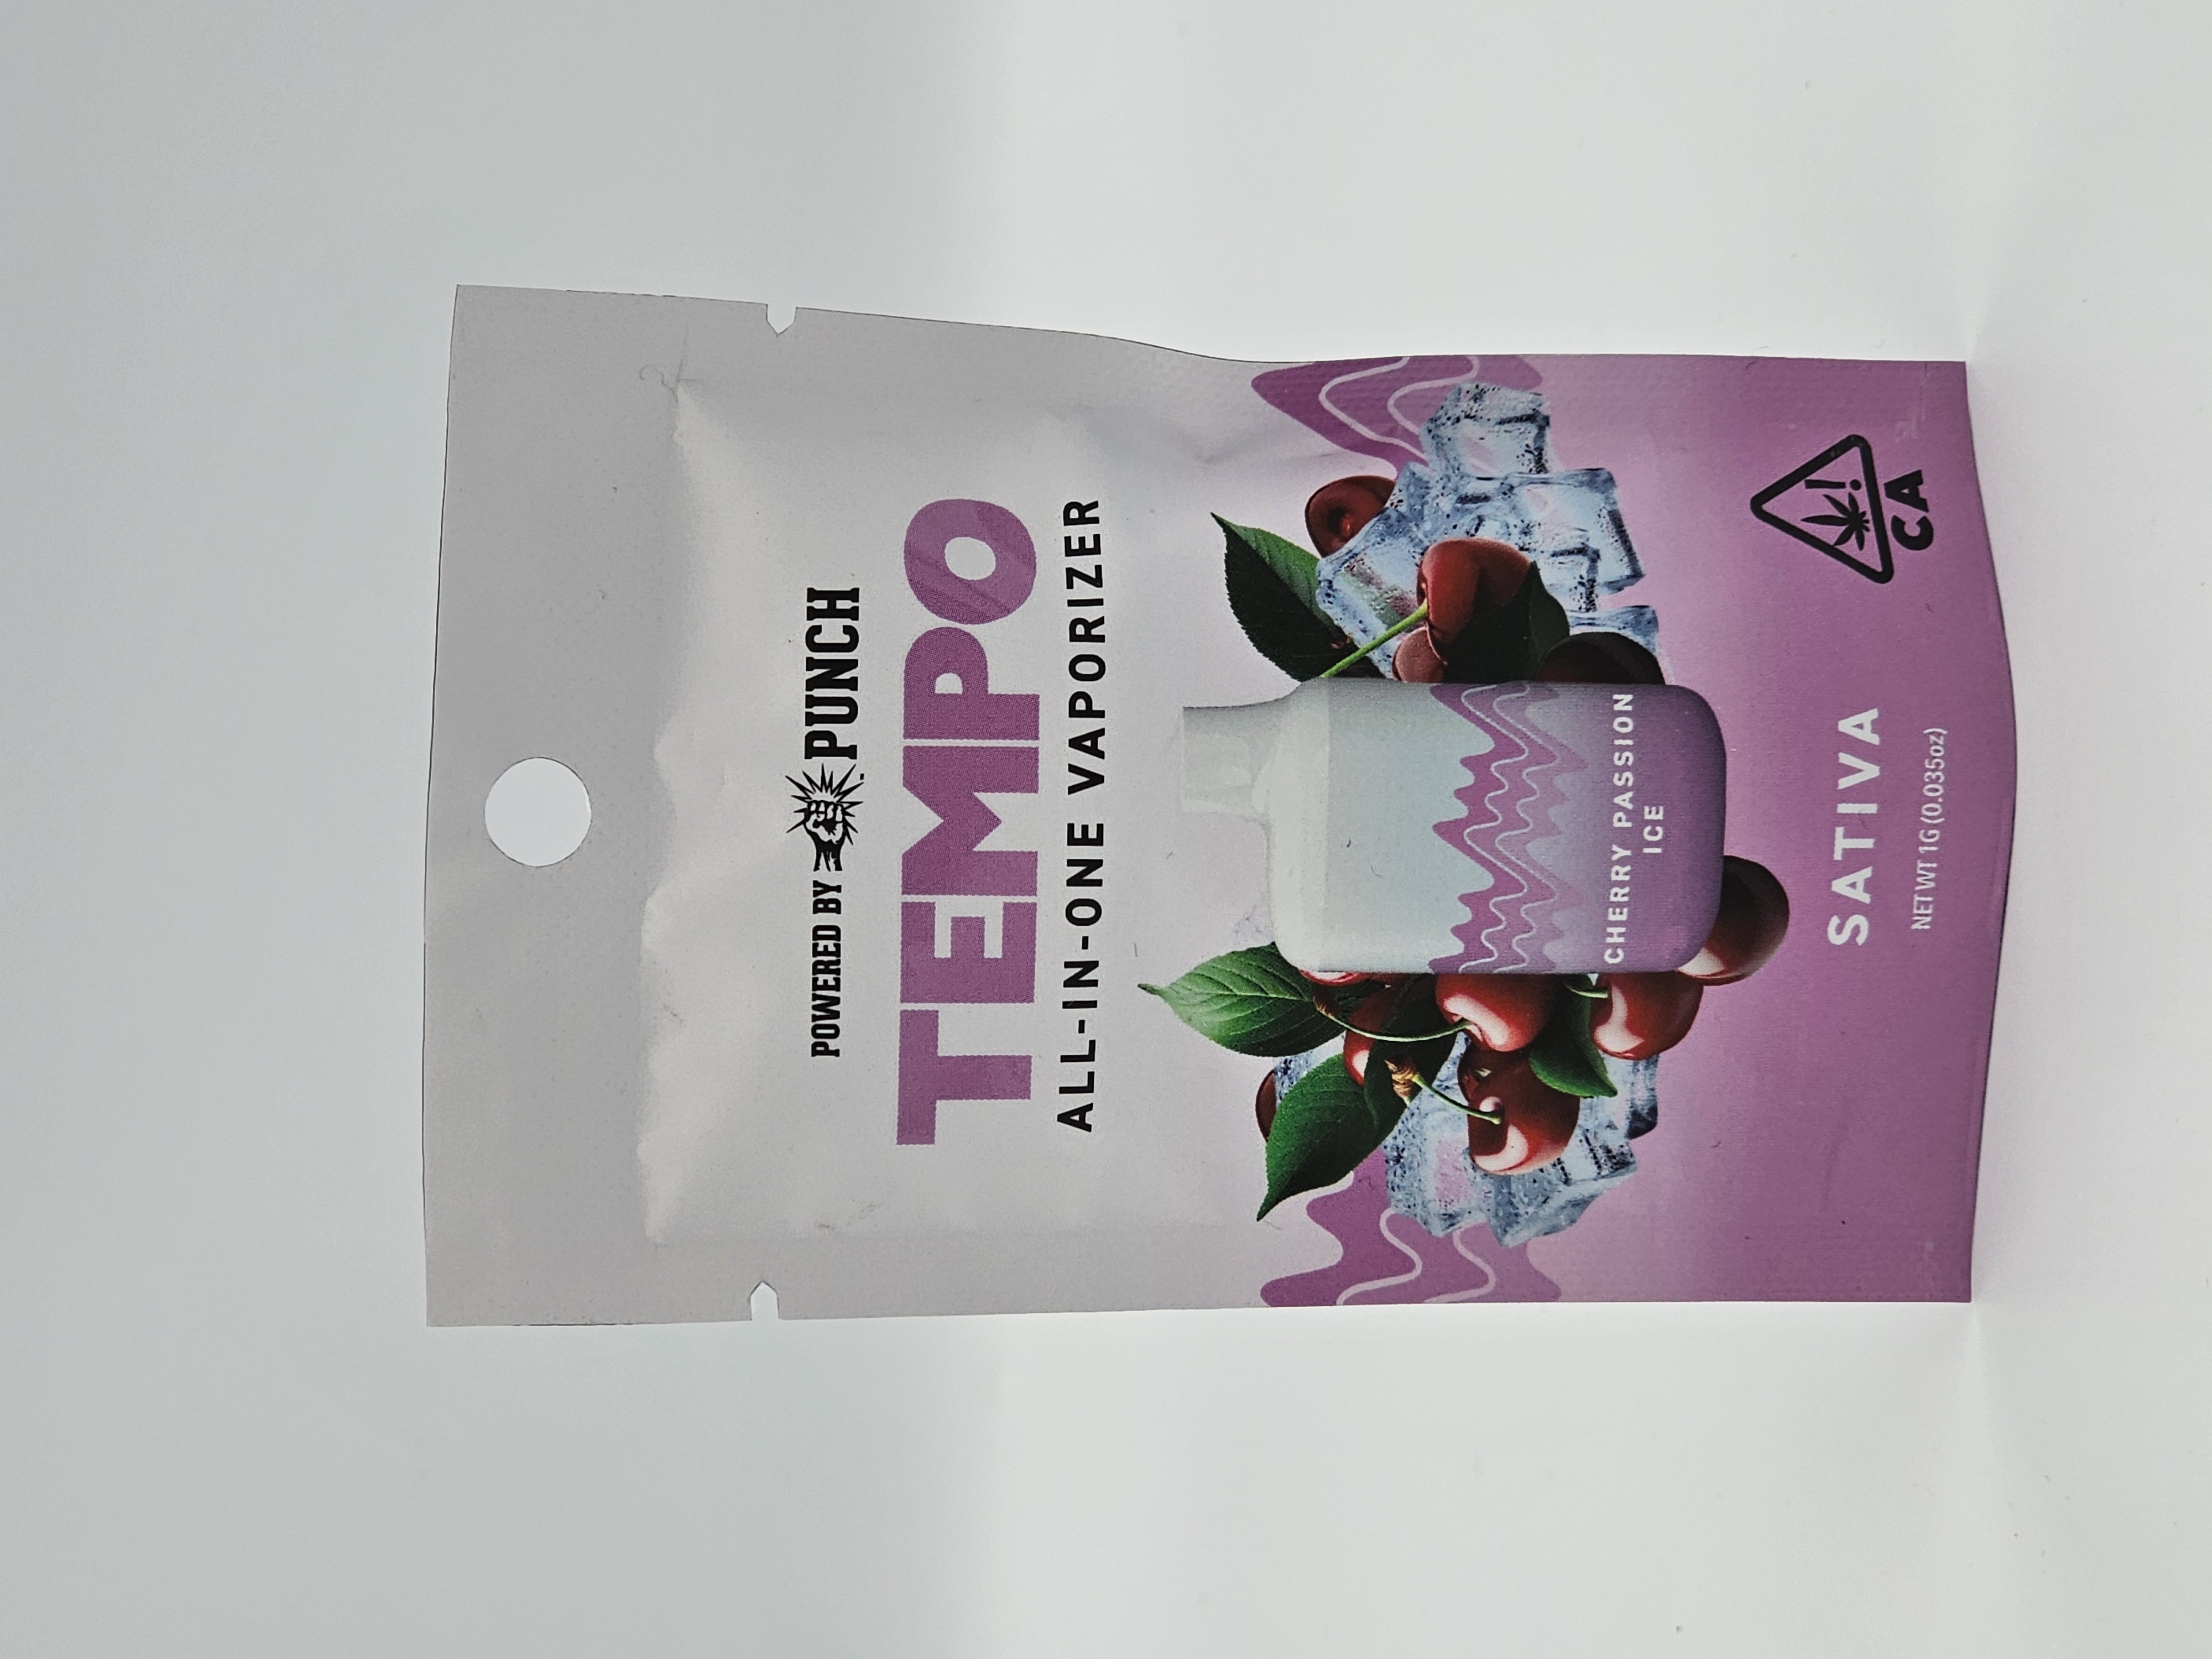 POWERED BY PUNCH
TEMPO
ALL-IN-ONE VAPORIZER
CHERRY PASSION
ICE
SATIVA
NET WT 1G (0.035oz)
!
CA